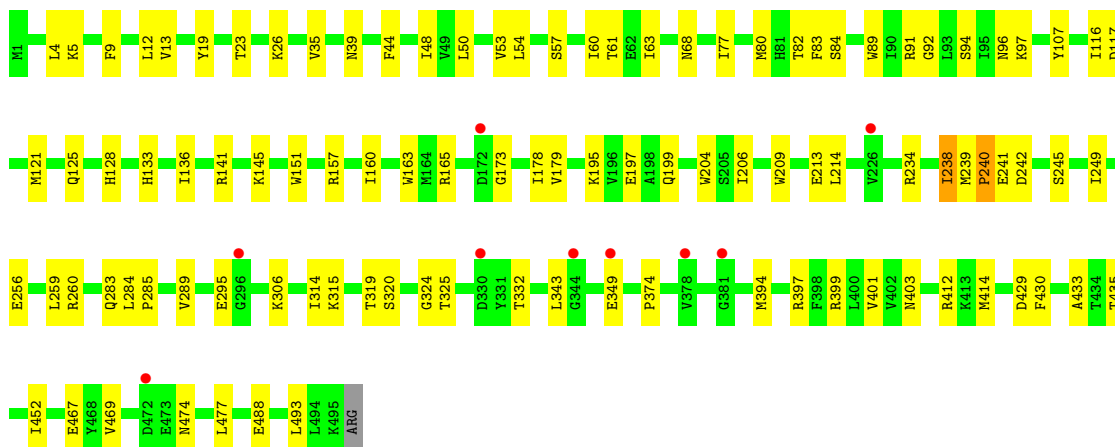 M1 L4 K5 F9 L12 V13 Y19 T23 K26 V35 N39 F44 I48 V49 L50 V53 L54 S57 I60 T61 E62 I63 N68 I77 M80 H81 T82 F83 S84 W89 I90 R91 G92 L93 S94 I95 N96 K97 Y107 I116
M121 Q125 H128 H133 I136 R141 K145 W151 R157 I160 W163 M164 R165 D172 G173 I178 V179 K195 V196 E197 A198 Q199 W204 S205 I206 W209 E213 L214 V226 R234 I238 M239 P240 E241 D242 S245 I249
E256 L259 R260 Q283 L284 P285 V289 E295 G296 K306 I314 K315 T319 S320 G324 T325 D330 Y331 T332 L343 G344 E349 P374 V378 G381 M394 R397 F398 R399 L400 V401 V402 N403 R412 K413 M414 D429 F430 A433 T434 T435
I452 E467 Y468 V469 D472 E473 N474 L477 E488 L493 L494 K495 ARG